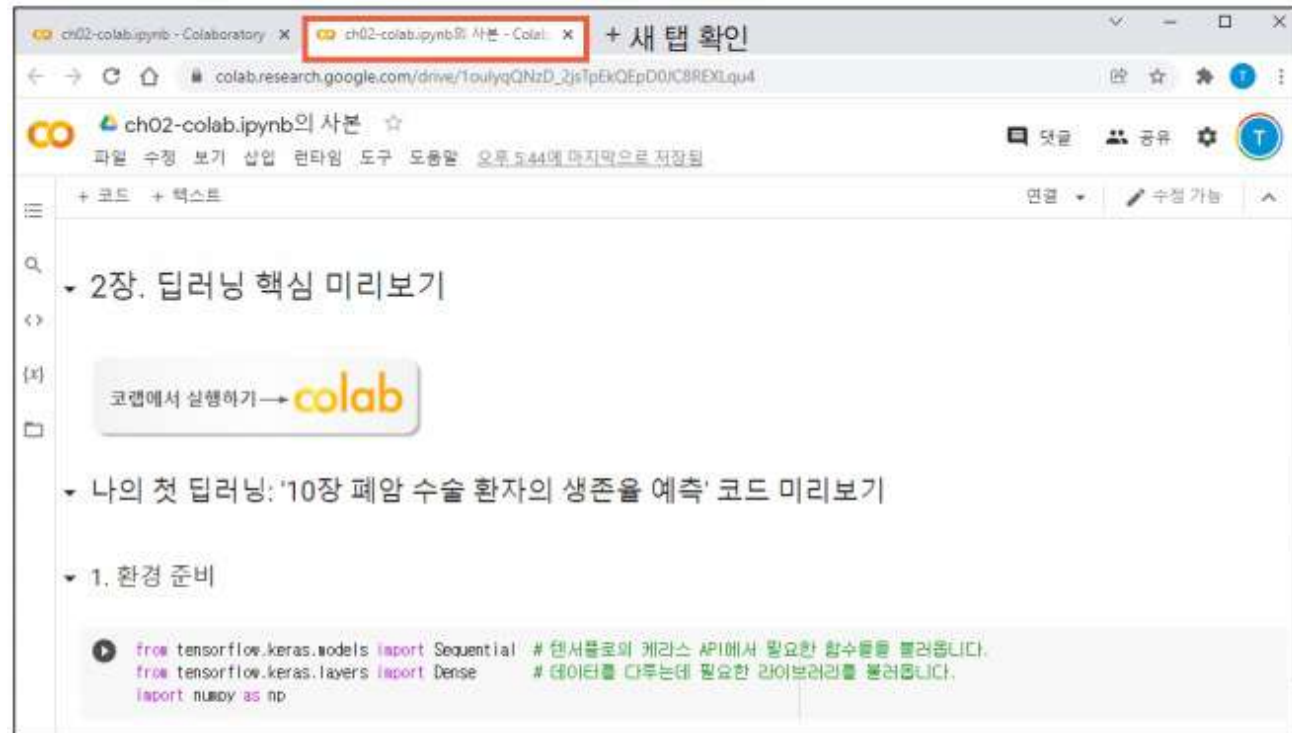 ch02-colab.ipynb - Colaboratory
ch02-colab.ipynb의 사본 - Colab
+ 새 탭 확인
ch02-colab.ipynb의 사본
댓글
공유
T
파일 수정 보기 삽입 런타임 도구 도움말 오후 5:44에 마지막으로 저장됨
+ 코드 + 텍스트
연결
수정 가능
2장. 딥러닝 핵심 미리보기
코랩에서 실행하기→ colab
나의 첫 딥러닝: '10장 폐암 수술 환자의 생존율 예측' 코드 미리보기
1. 환경 준비
from tensorflow.keras.models import Sequential # 텐서플로의 케라스 API에서 필요한 함수들을 불러옵니다.
from tensorflow.keras.layers import Dense # 데이터를 다루는데 필요한 라이브러리를 불러옵니다.
import numpy as np